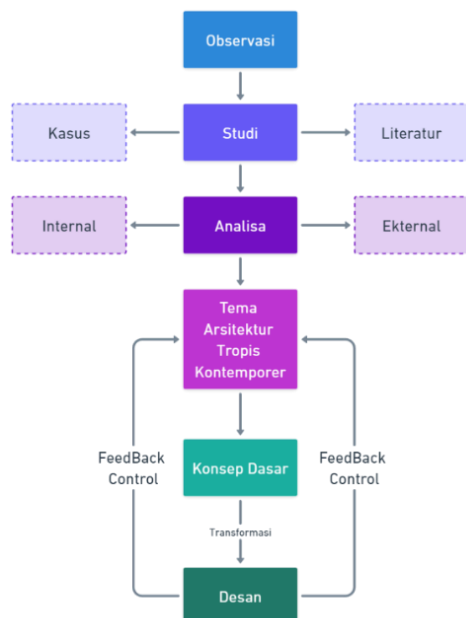 Observasi
Kasus
Studi
Literatur
Internal
Analisa
Ekternal
Tema
Arsitektur
Tropis
Kontemporer
FeedBack
Control
Konsep Dasar
FeedBack
Control
Transformasi
Desan